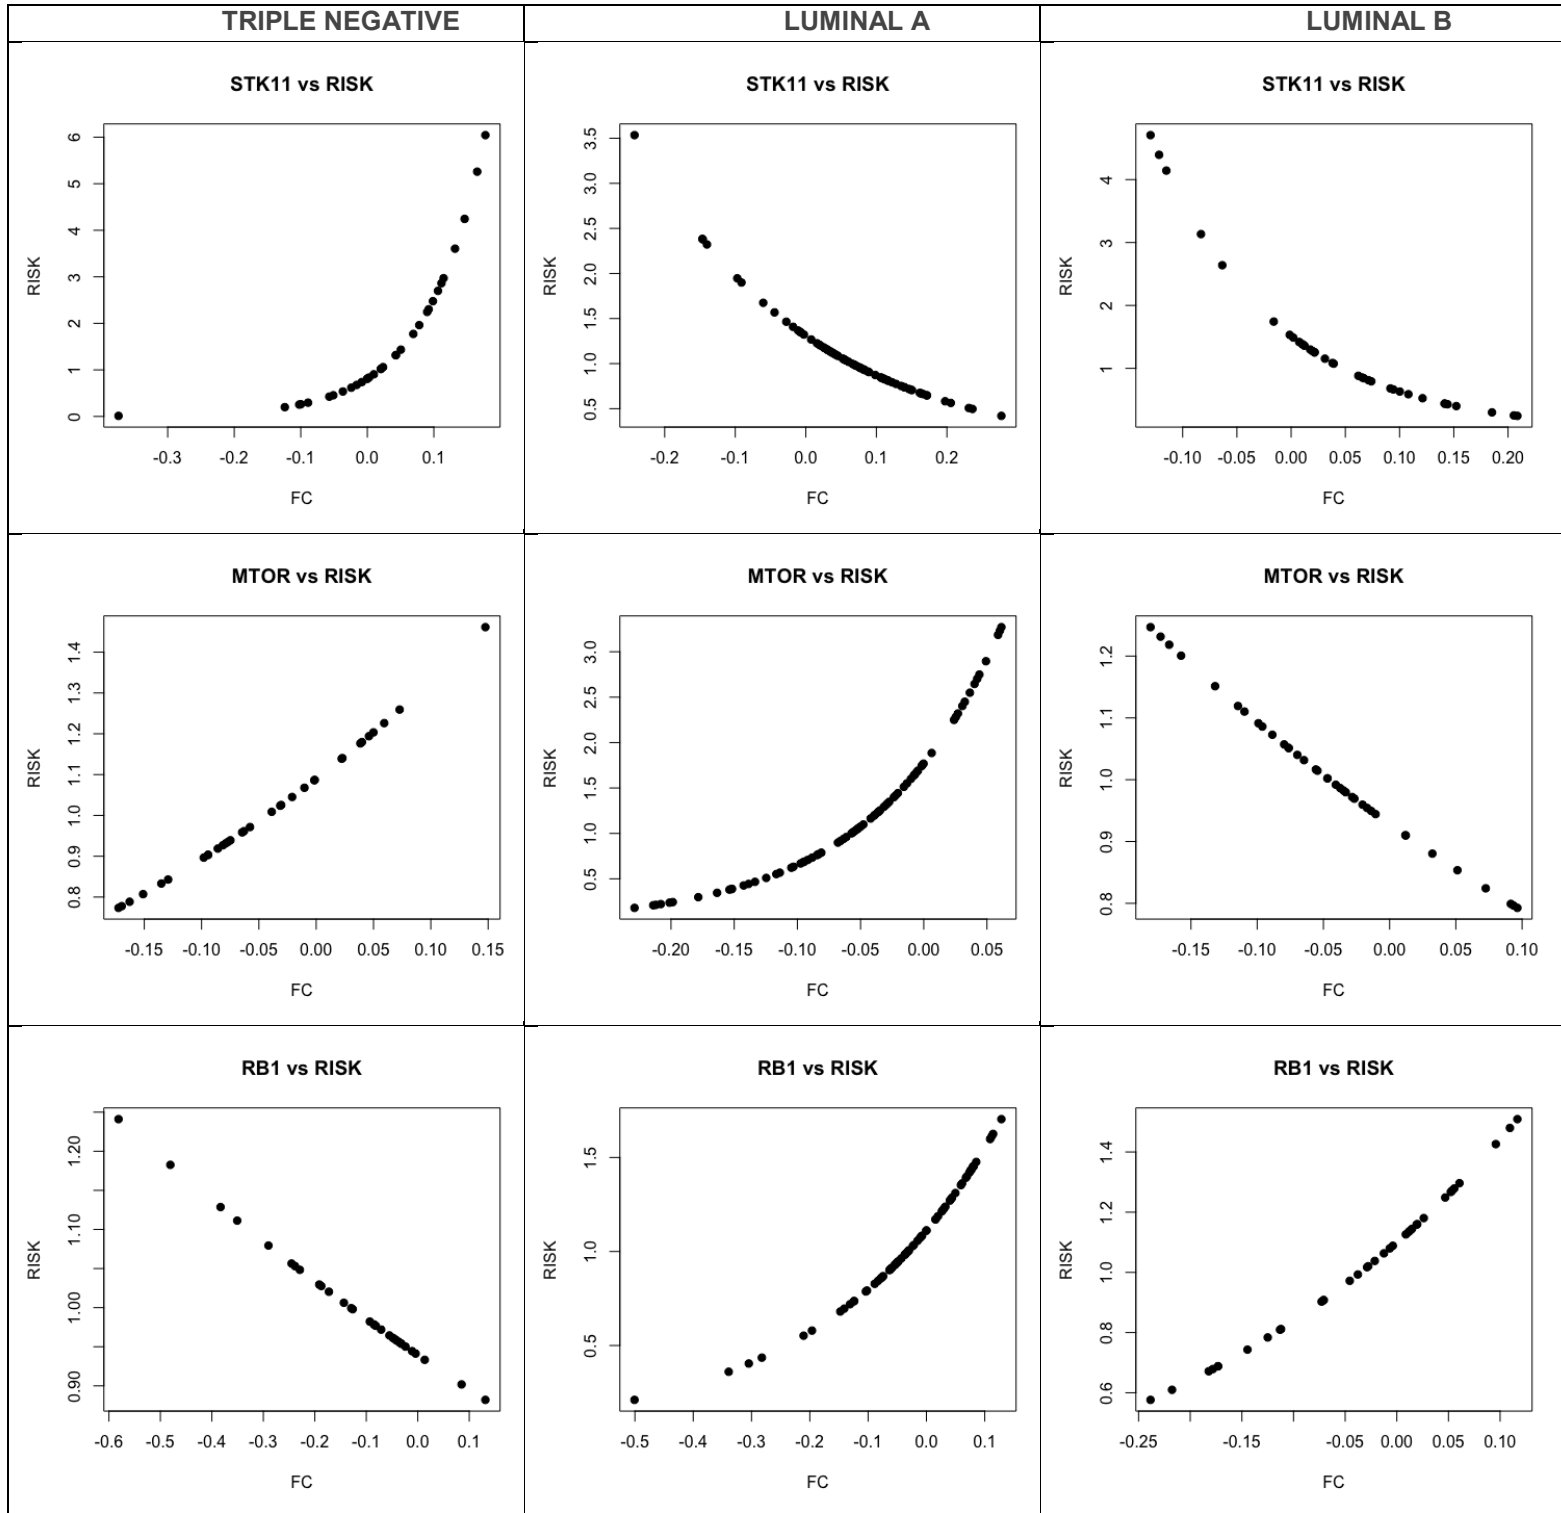 TRIPLE NEGATIVE LUMINAL A LUMINAL B
STK11 vs RISK
RISK
0 1 2 3 4 5 6
-0.3 -0.2 -0.1 0.0 0.1
FC
STK11 vs RISK
RISK
0.5 1.0 1.5 2.0 2.5 3.0 3.5
-0.2 -0.1 0.0 0.1 0.2
FC
STK11 vs RISK
RISK
1 2 3 4
-0.10 -0.05 0.00 0.05 0.10 0.15 0.20
FC
MTOR vs RISK
RISK
0.8 0.9 1.0 1.1 1.2 1.3 1.4
-0.15 -0.10 -0.05 0.00 0.05 0.10 0.15
FC
MTOR vs RISK
RISK
0.5 1.0 1.5 2.0 2.5 3.0
-0.20 -0.15 -0.10 -0.05 0.00 0.05
FC
MTOR vs RISK
RISK
0.8 0.9 1.0 1.1 1.2
-0.15 -0.10 -0.05 0.00 0.05 0.10
FC
RB1 vs RISK
RISK
0.90 1.00 1.10 1.20
-0.6 -0.5 -0.4 -0.3 -0.2 -0.1 0.0 0.1
FC
RB1 vs RISK
RISK
0.5 1.0 1.5
-0.5 -0.4 -0.3 -0.2 -0.1 0.0 0.1
FC
RB1 vs RISK
RISK
0.6 0.8 1.0 1.2 1.4
-0.25 -0.15 -0.05 0.00 0.05 0.10
FC